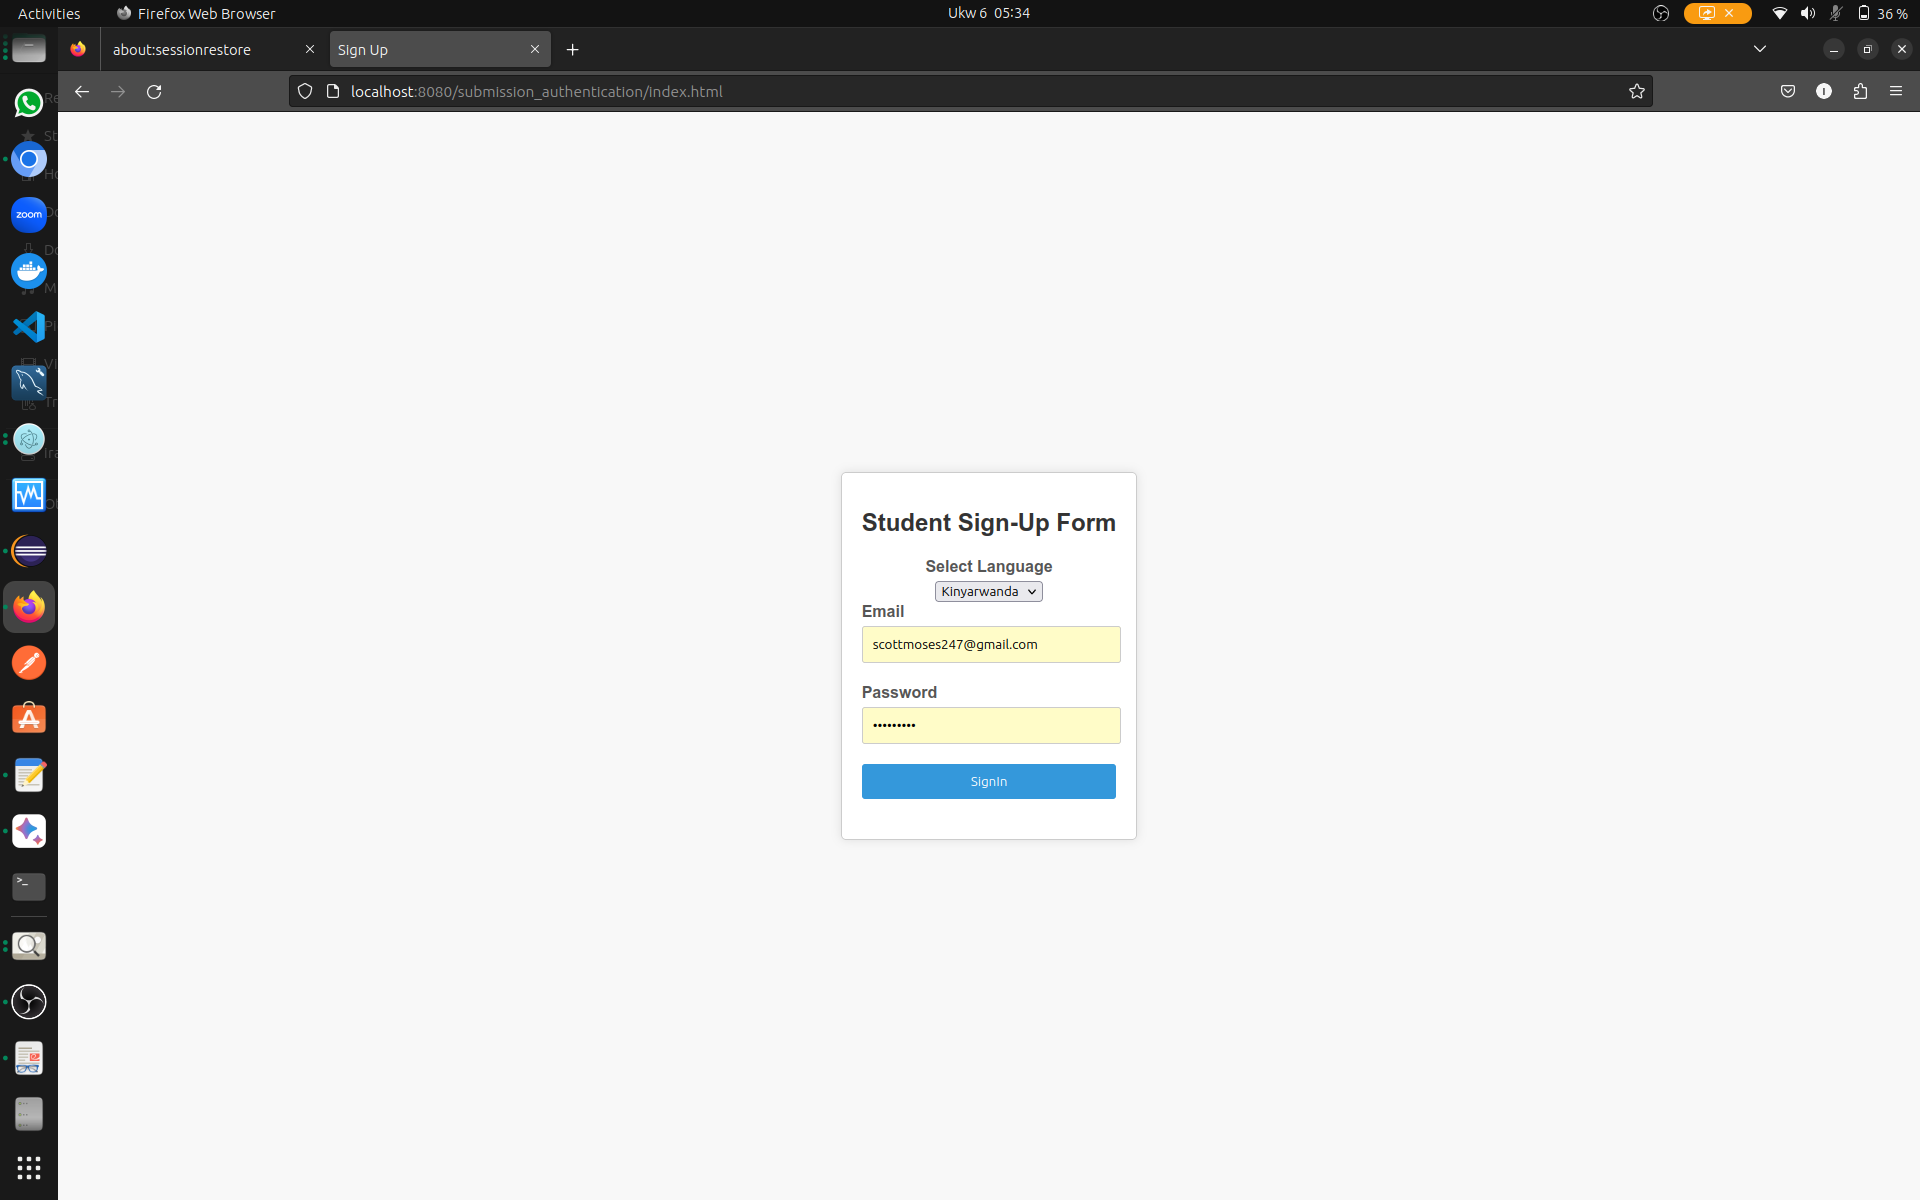 Activities
Firefox Web Browser
Ukw 6 05:34
36 %
about:sessionrestore
Sign Up
localhost:8080/submission_authentication/index.html
zoom
Student Sign-Up Form
Select Language
Kinyarwanda
Email
scottmoses247@gmail.com
Password
•••••••••
SignIn